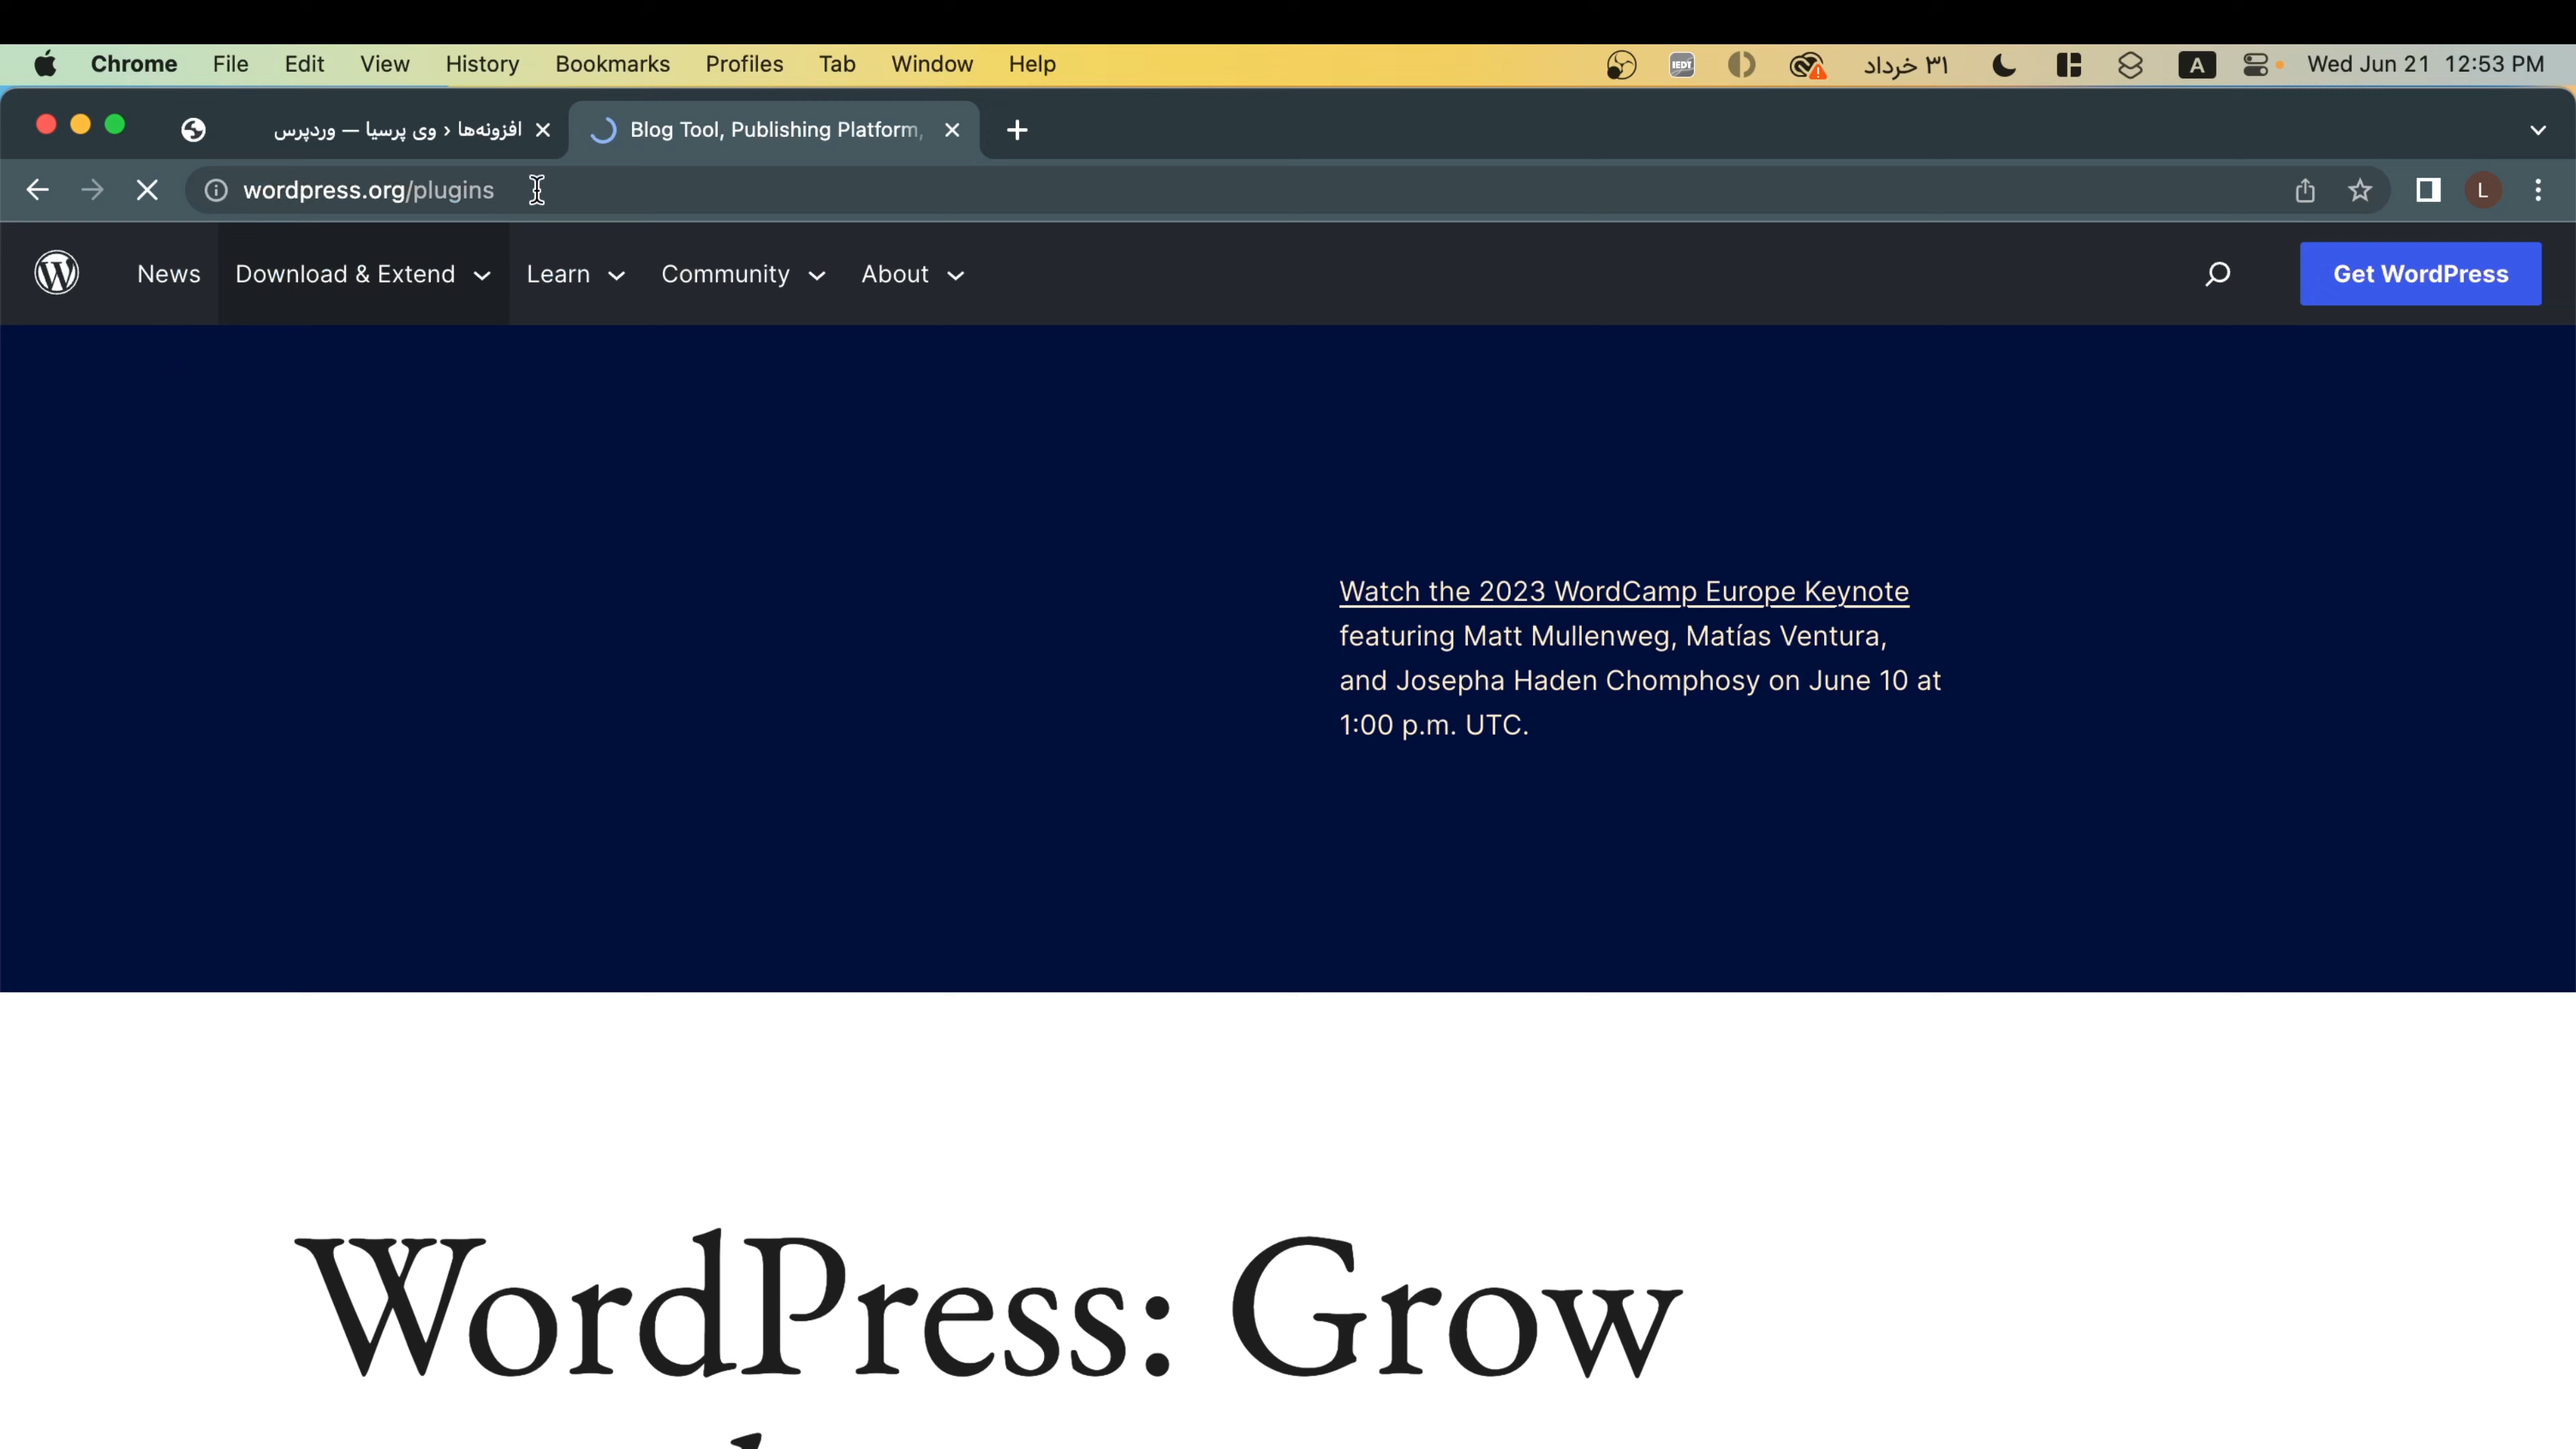 Chrome File Edit View History Bookmarks Profiles Tab Window Help IEDT ۳۱ خرداد A Wed Jun 21 12:53 PM
افزونه‌ها ‹ وی پرسیا — وردپرس
Blog Tool, Publishing Platform,
wordpress.org/plugins
L
News Download & Extend Learn Community About Get WordPress
Watch the 2023 WordCamp Europe Keynote
featuring Matt Mullenweg, Matías Ventura,
and Josepha Haden Chomphosy on June 10 at
1:00 p.m. UTC.
WordPress: Grow